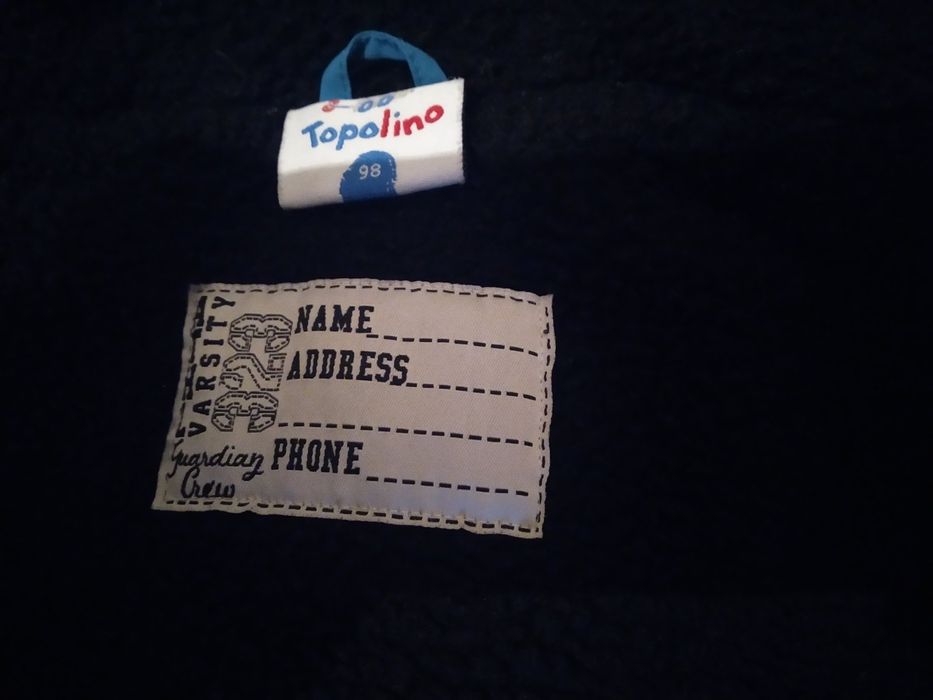 Topolino
98
VARSITY
323
Guardian
Crew
NAME
ADDRESS
PHONE